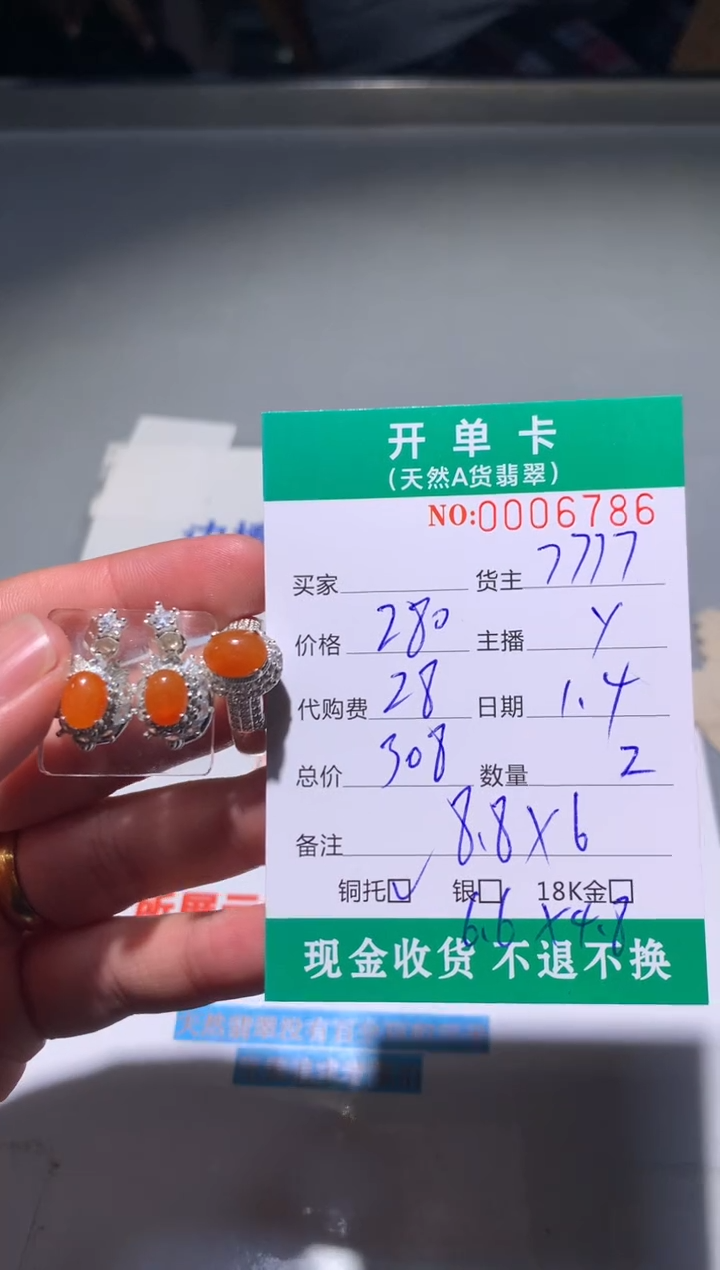 开单卡
(天然A货翡翠)
NO:0006786
买家 货主 7717
价格 280 主播 Y
代购费 28 日期 1.4
总价 308 数量 2
备注 8.8X6
铜托☑ 银□ 18K金□
6.6X4.8
现金收货 不退不换